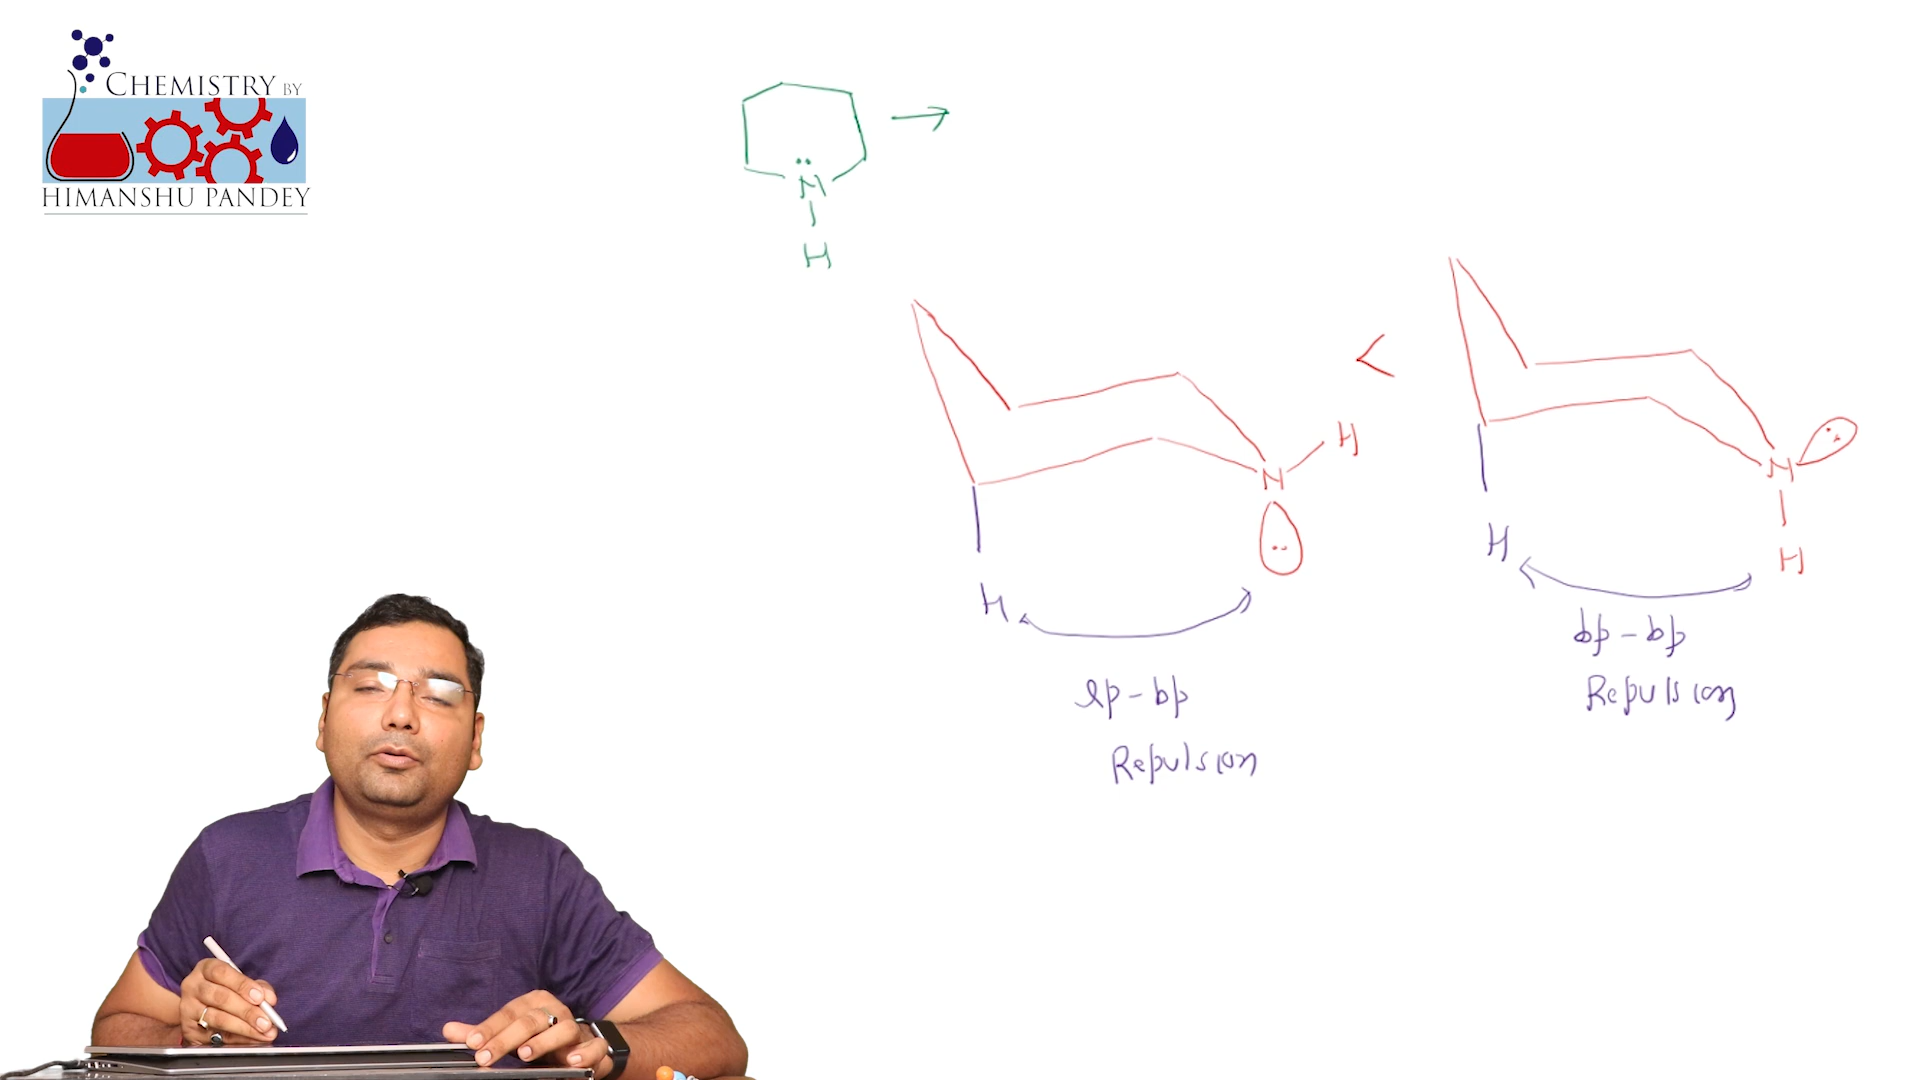 CHEMISTRY BY
HIMANSHU PANDEY
N
H
<
N
H
H
lp - bp
Repulsion
N
H
H
bp - bp
Repulsion